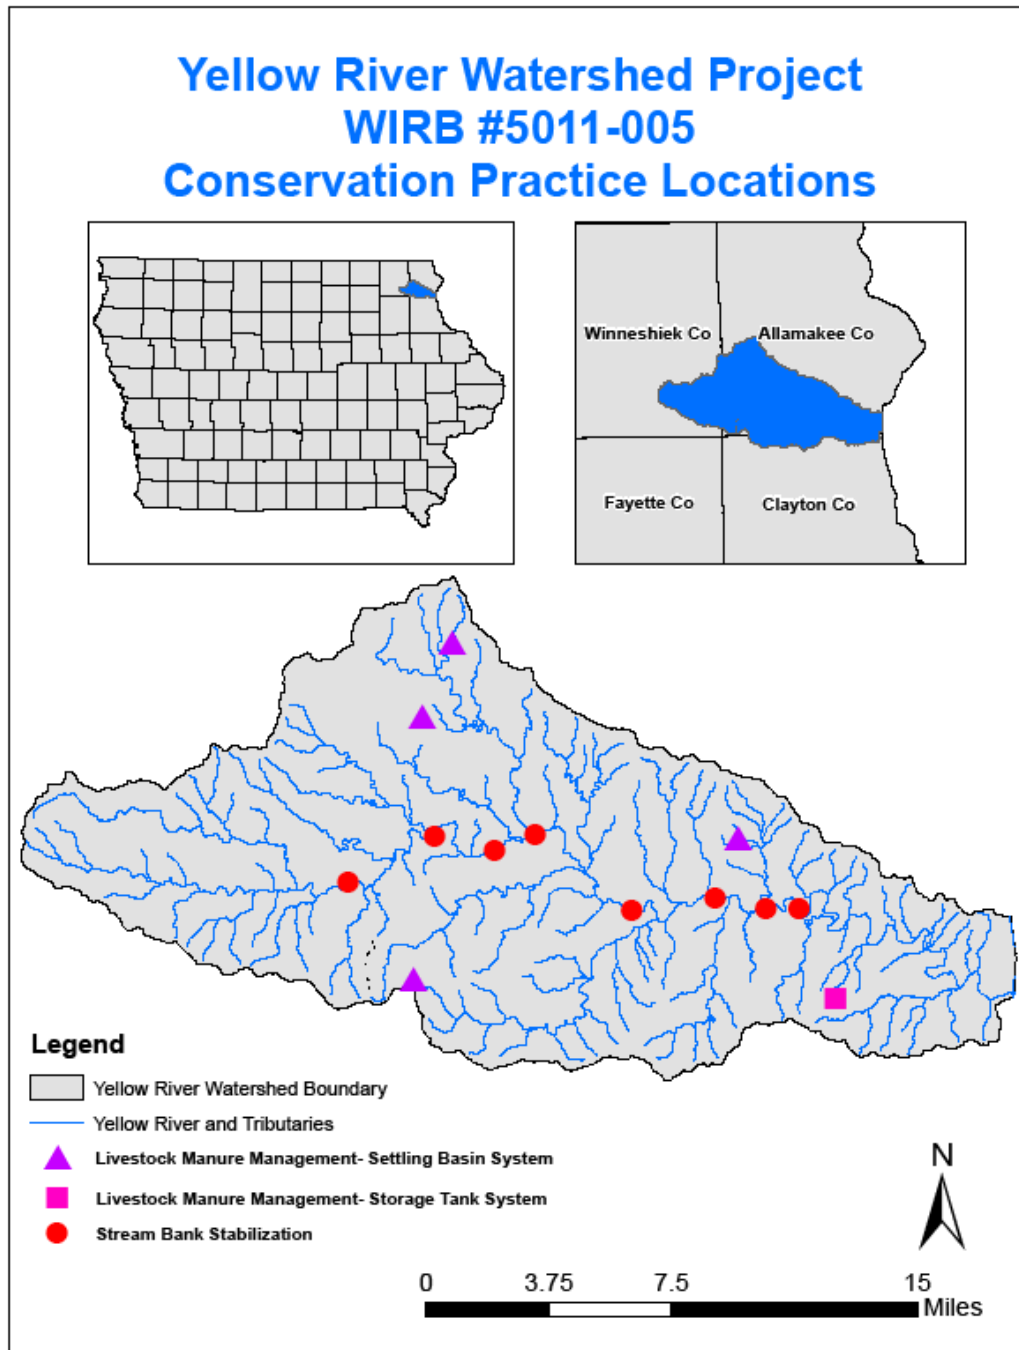 Yellow River Watershed Project
WIRB #5011-005
Conservation Practice Locations
Winneshiek Co
Allamakee Co
Fayette Co
Clayton Co
Legend
Yellow River Watershed Boundary
Yellow River and Tributaries
Livestock Manure Management- Settling Basin System
Livestock Manure Management- Storage Tank System
Stream Bank Stabilization
N
0 3.75 7.5 15
Miles